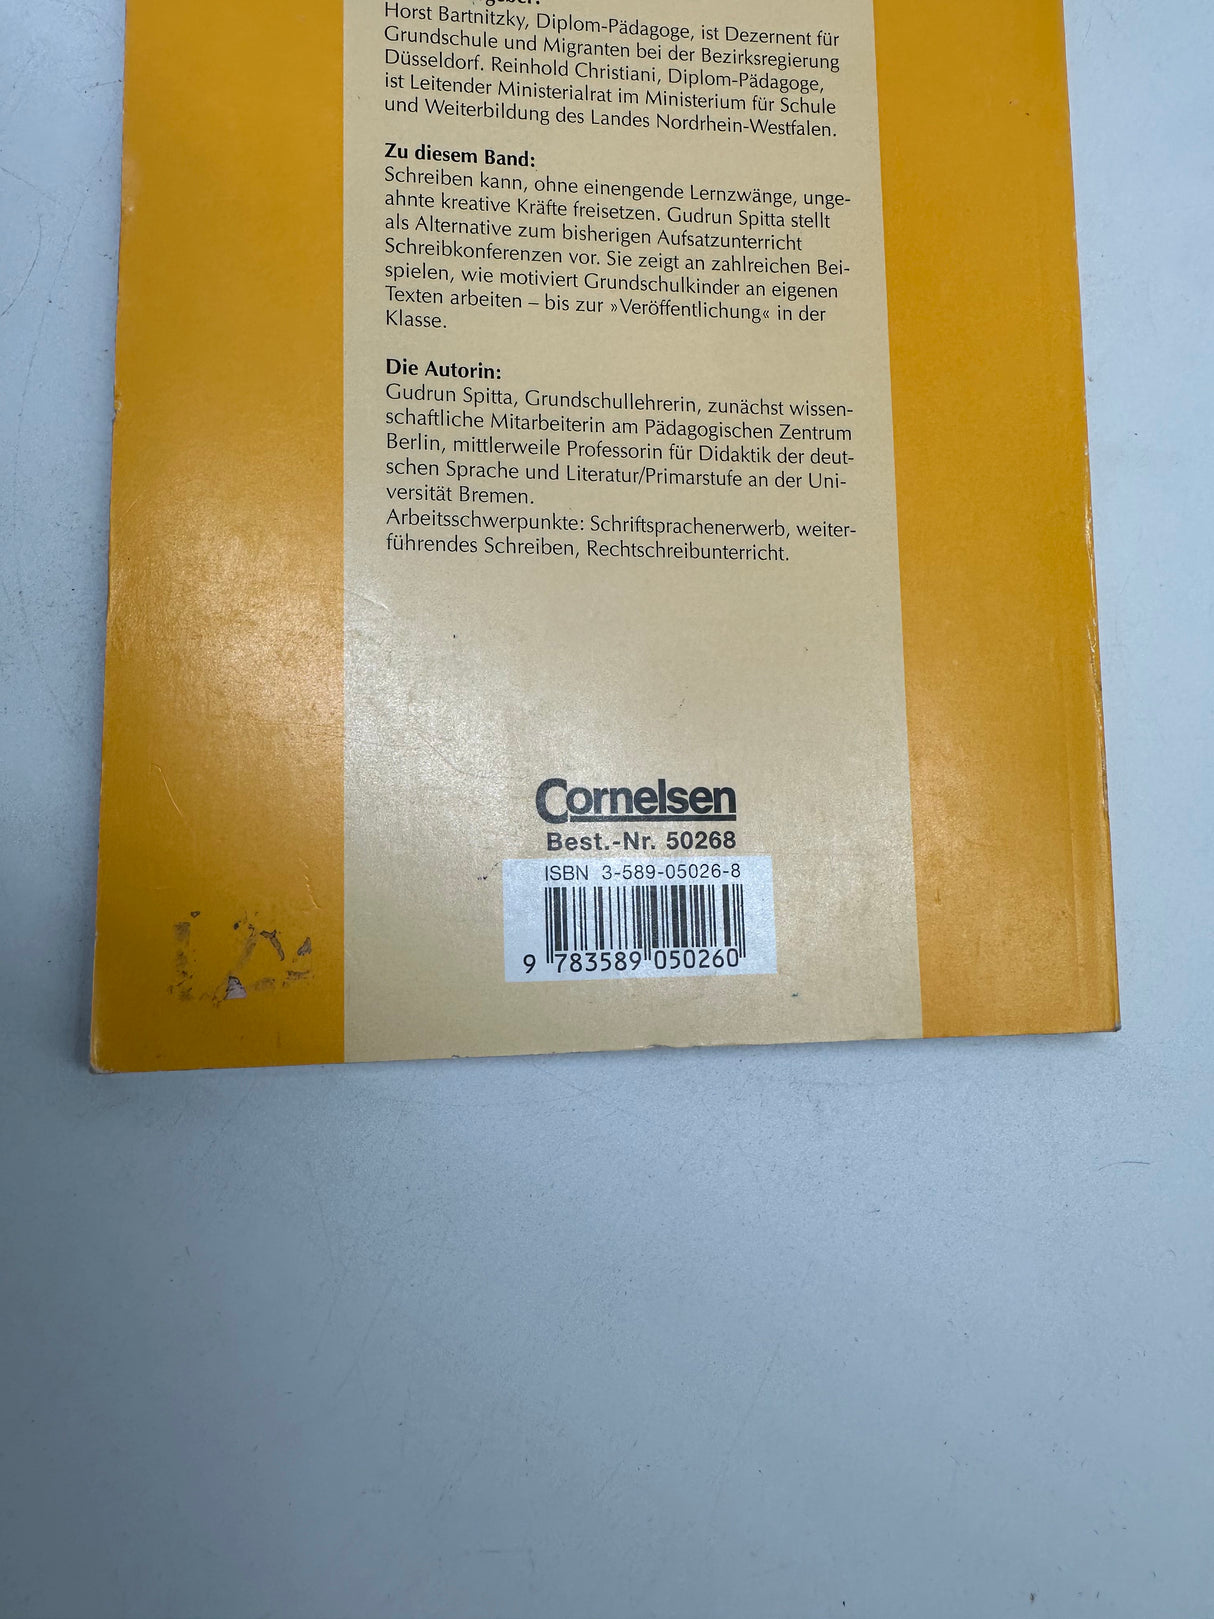 Horst Bartnitzky, Diplom-Pädagoge, ist Dezernent für
Grundschule und Migranten bei der Bezirksregierung
Düsseldorf. Reinhold Christiani, Diplom-Pädagoge,
ist Leitender Ministerialrat im Ministerium für Schule
und Weiterbildung des Landes Nordrhein-Westfalen.
Zu diesem Band:
Schreiben kann, ohne einengende Lernzwänge, unge-
ahnte kreative Kräfte freisetzen. Gudrun Spitta stellt
als Alternative zum bisherigen Aufsatzunterricht
Schreibkonferenzen vor. Sie zeigt an zahlreichen Bei-
spielen, wie motiviert Grundschulkinder an eigenen
Texten arbeiten – bis zur »Veröffentlichung« in der
Klasse.
Die Autorin:
Gudrun Spitta, Grundschullehrerin, zunächst wissen-
schaftliche Mitarbeiterin am Pädagogischen Zentrum
Berlin, mittlerweile Professorin für Didaktik der deut-
schen Sprache und Literatur/Primarstufe an der Uni-
versität Bremen.
Arbeitsschwerpunkte: Schriftsprachenerwerb, weiter-
führendes Schreiben, Rechtschreibunterricht.
Cornelsen
Best.-Nr. 50268
ISBN 3-589-05026-8
9 783589 050260